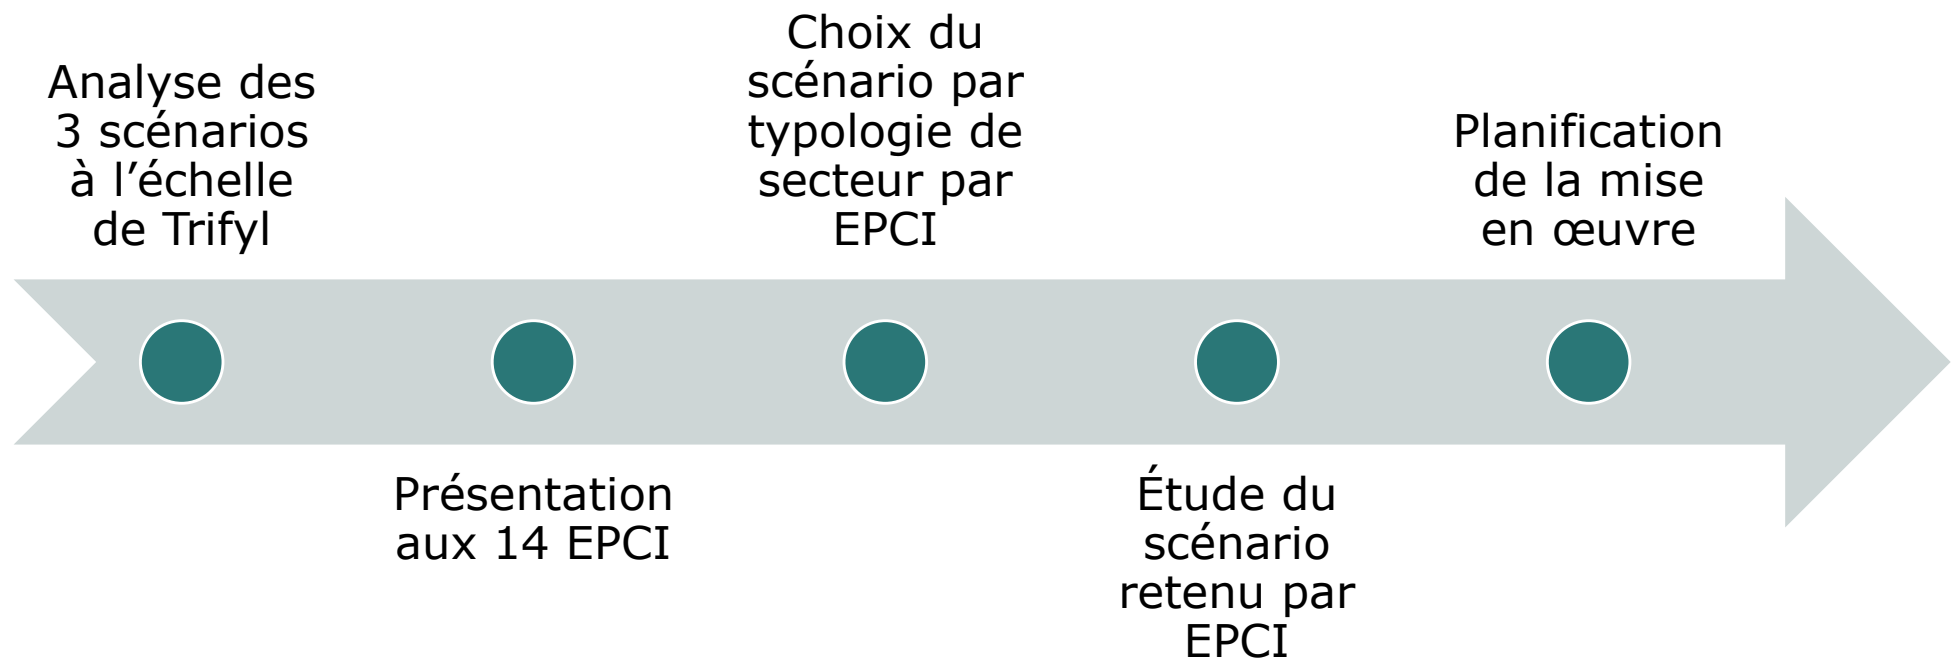 Analyse des
3 scénarios
à l’échelle
de Trifyl
Présentation
aux 14 EPCI
Choix du
scénario par
typologie de
secteur par
EPCI
Étude du
scénario
retenu par
EPCI
Planification
de la mise
en œuvre